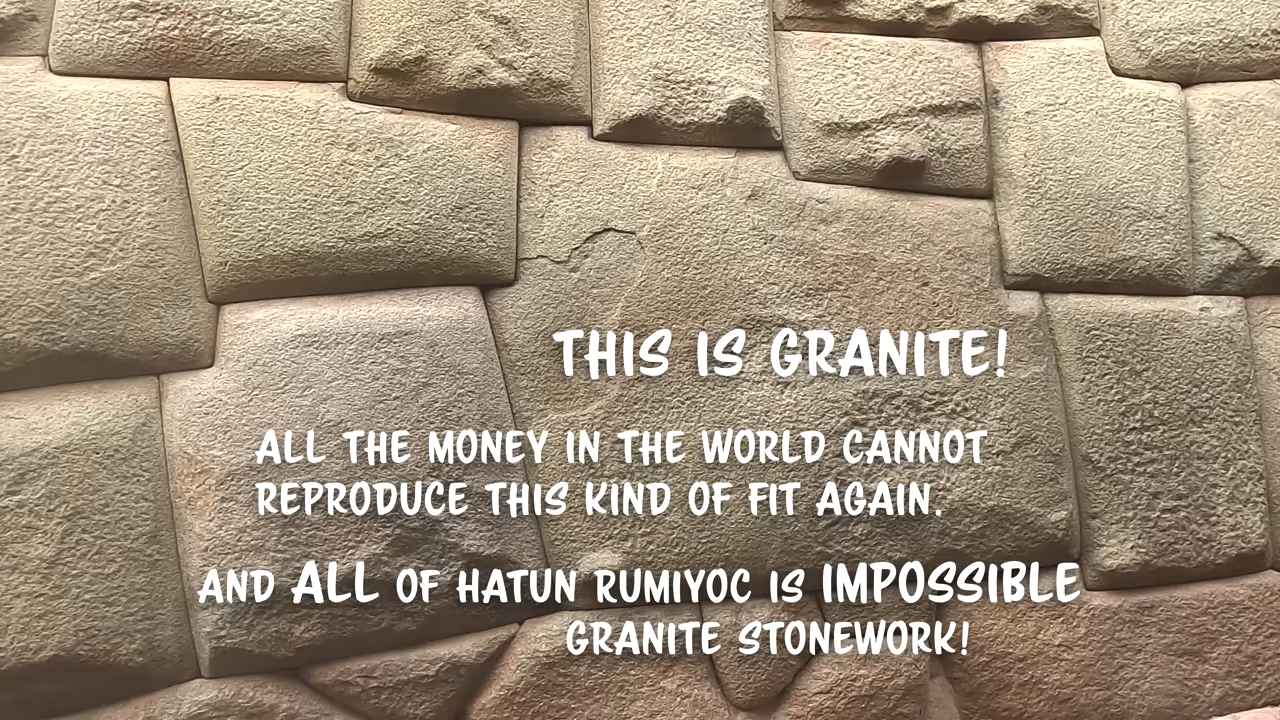 THIS IS GRANITE!
ALL THE MONEY IN THE WORLD CANNOT
REPRODUCE THIS KIND OF FIT AGAIN.
AND ALL OF HATUN RUMIYOC IS IMPOSSIBLE
GRANITE STONEWORK!